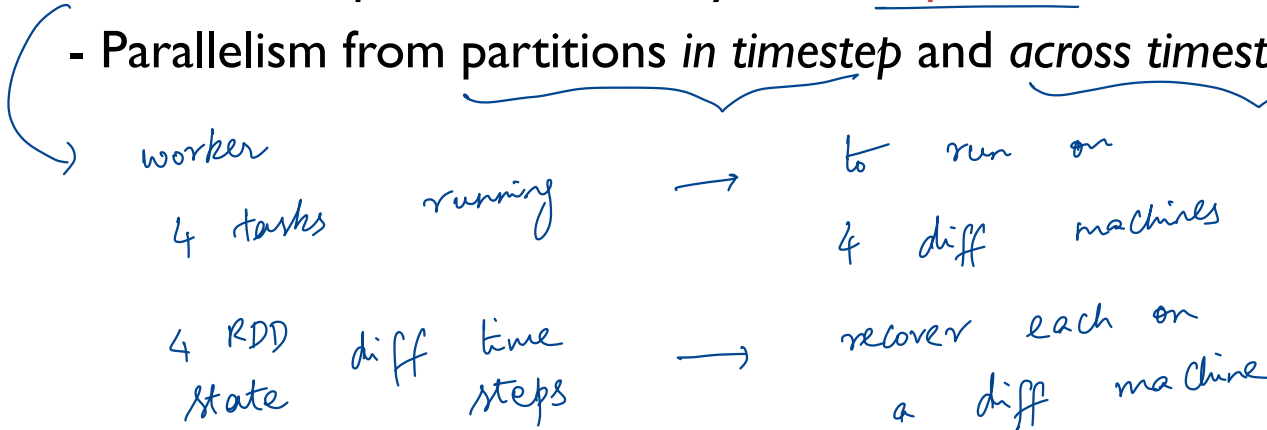 - Parallelism from partitions in timestep and across timest
worker
4 tasks running → to run on
4 diff machines
4 RDD diff time → recover each on
state steps a diff machine